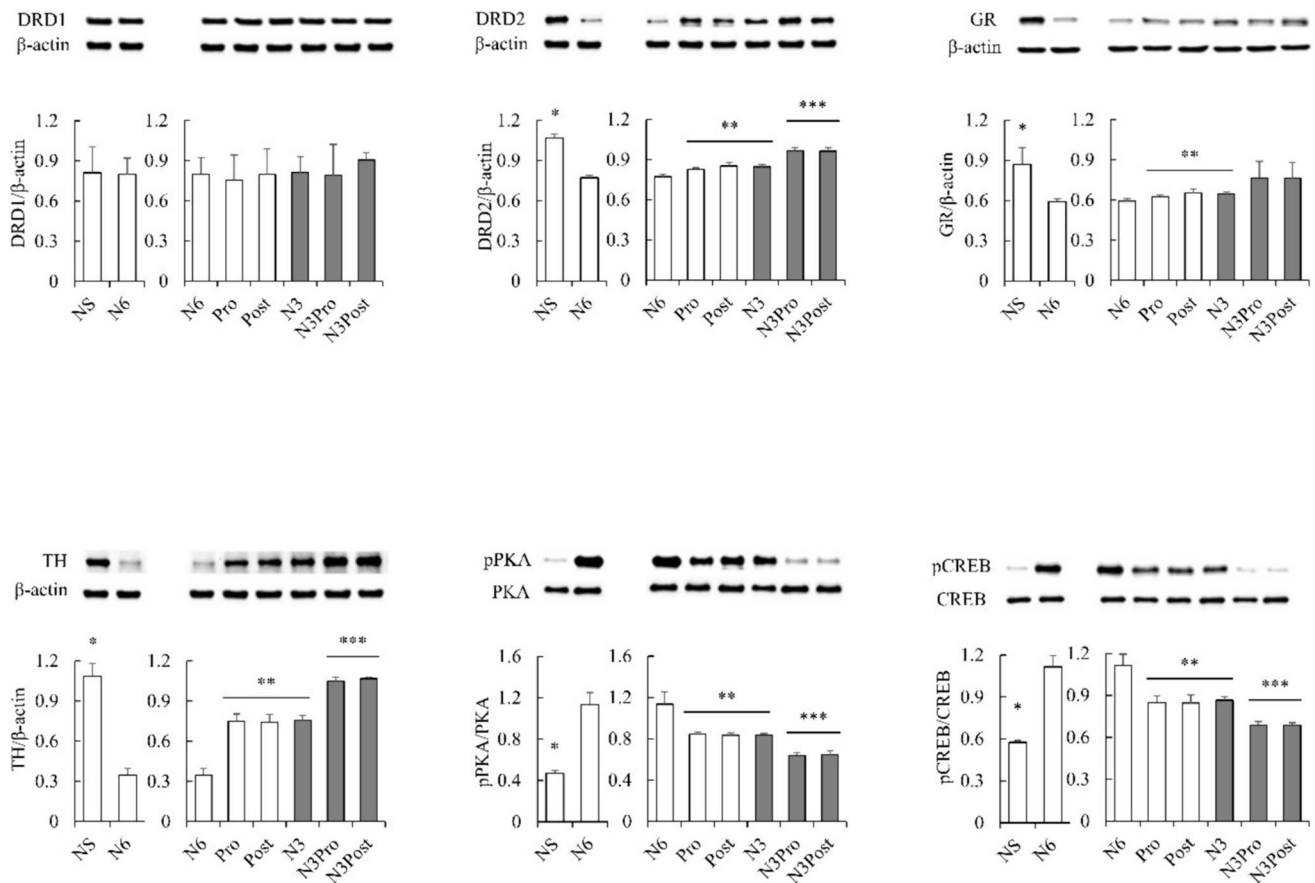 DRD1
β-actin
1.2
0.9
0.6
0.3
0
DRD1/β-actin
NS
N6
1.2
0.9
0.6
0.3
0
N6
Pro
Post
N3
N3Pro
N3Post
DRD2
β-actin
1.2
0.9
0.6
0.3
0
DRD2/β-actin
*
NS
N6
1.2
0.9
0.6
0.3
0
**
***
N6
Pro
Post
N3
N3Pro
N3Post
GR
β-actin
1.2
0.9
0.6
0.3
0
GR/β-actin
*
NS
N6
1.2
0.9
0.6
0.3
0
**
N6
Pro
Post
N3
N3Pro
N3Post
TH
β-actin
1.2
0.9
0.6
0.3
0
TH/β-actin
*
NS
N6
1.2
0.9
0.6
0.3
0
**
***
N6
Pro
Post
N3
N3Pro
N3Post
pPKA
PKA
1.6
1.2
0.8
0.4
0
pPKA/PKA
*
NS
N6
1.6
1.2
0.8
0.4
0
**
***
N6
Pro
Post
N3
N3Pro
N3Post
pCREB
CREB
1.2
0.9
0.6
0.3
0
pCREB/CREB
*
NS
N6
1.2
0.9
0.6
0.3
0
**
***
N6
Pro
Post
N3
N3Pro
N3Post